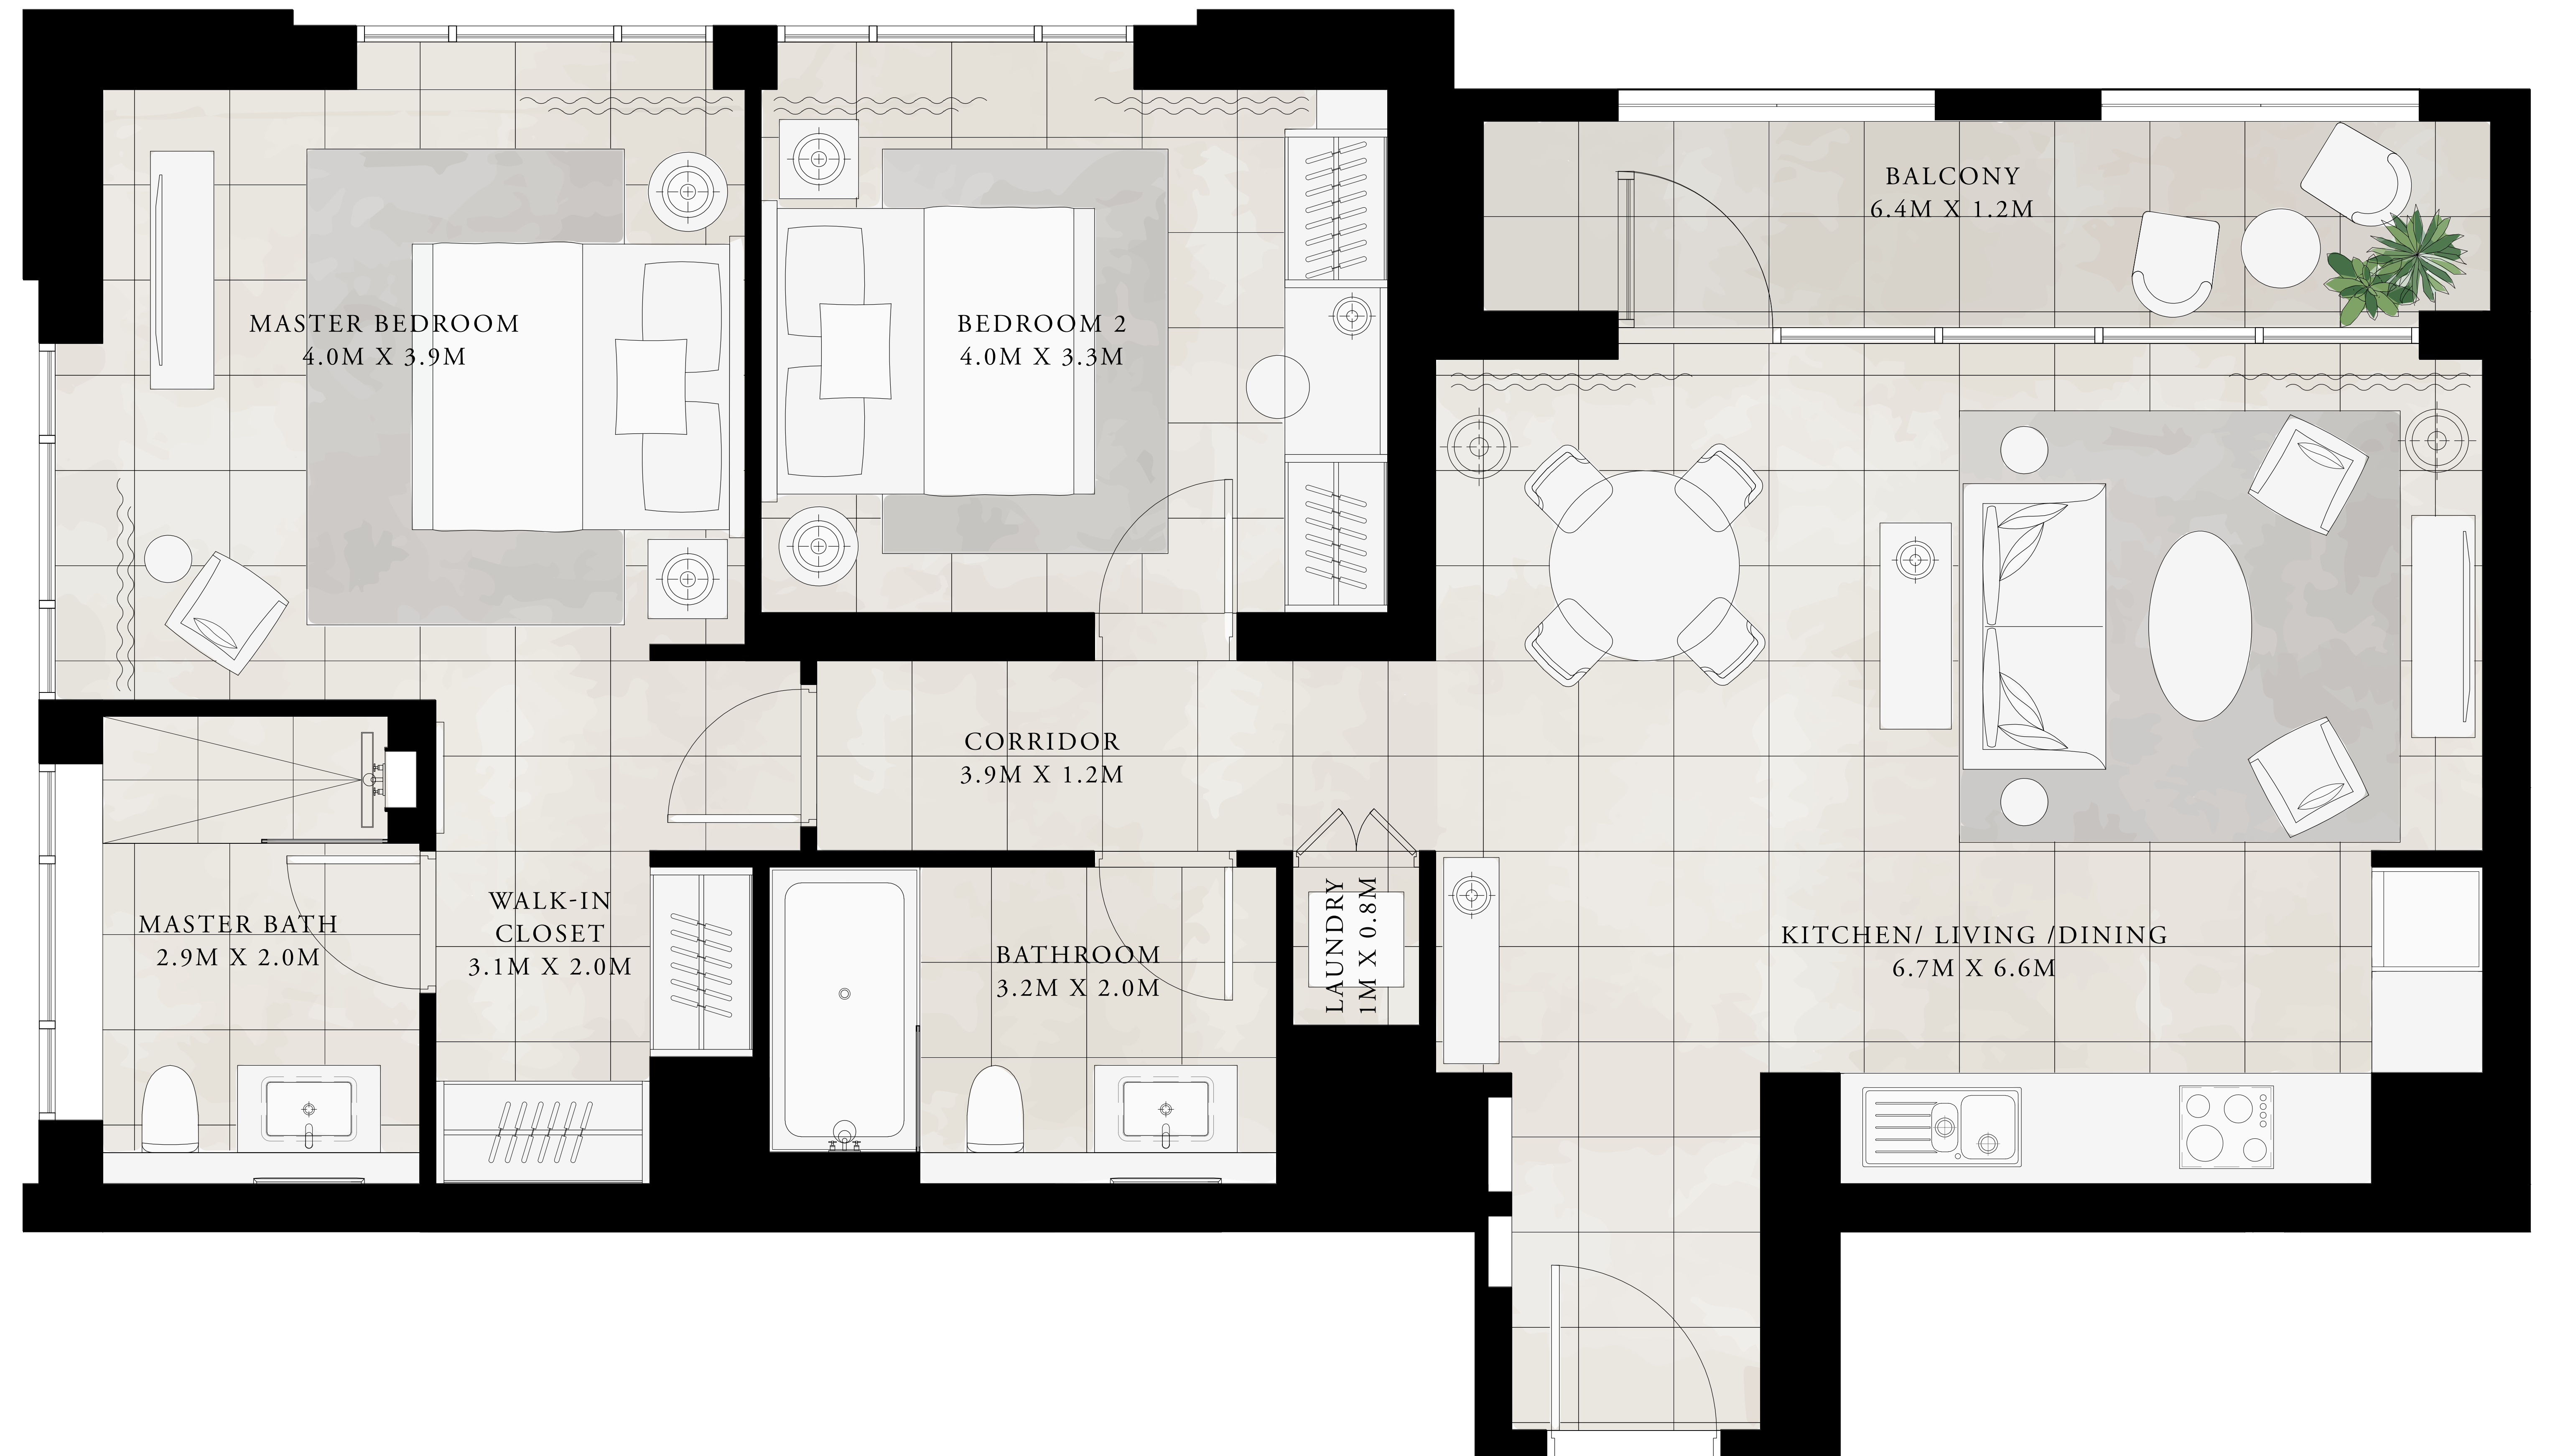 BALCONY
6.4M X 1.2M
MASTER BEDROOM
4.0M X 3.9M
BEDROOM 2
4.0M X 3.3M
CORRIDOR
3.9M X 1.2M
MASTER BATH
2.9M X 2.0M
WALK-IN
CLOSET
3.1M X 2.0M
BATHROOM
3.2M X 2.0M
LAUNDRY
1M X 0.8M
KITCHEN/ LIVING /DINING
6.7M X 6.6M